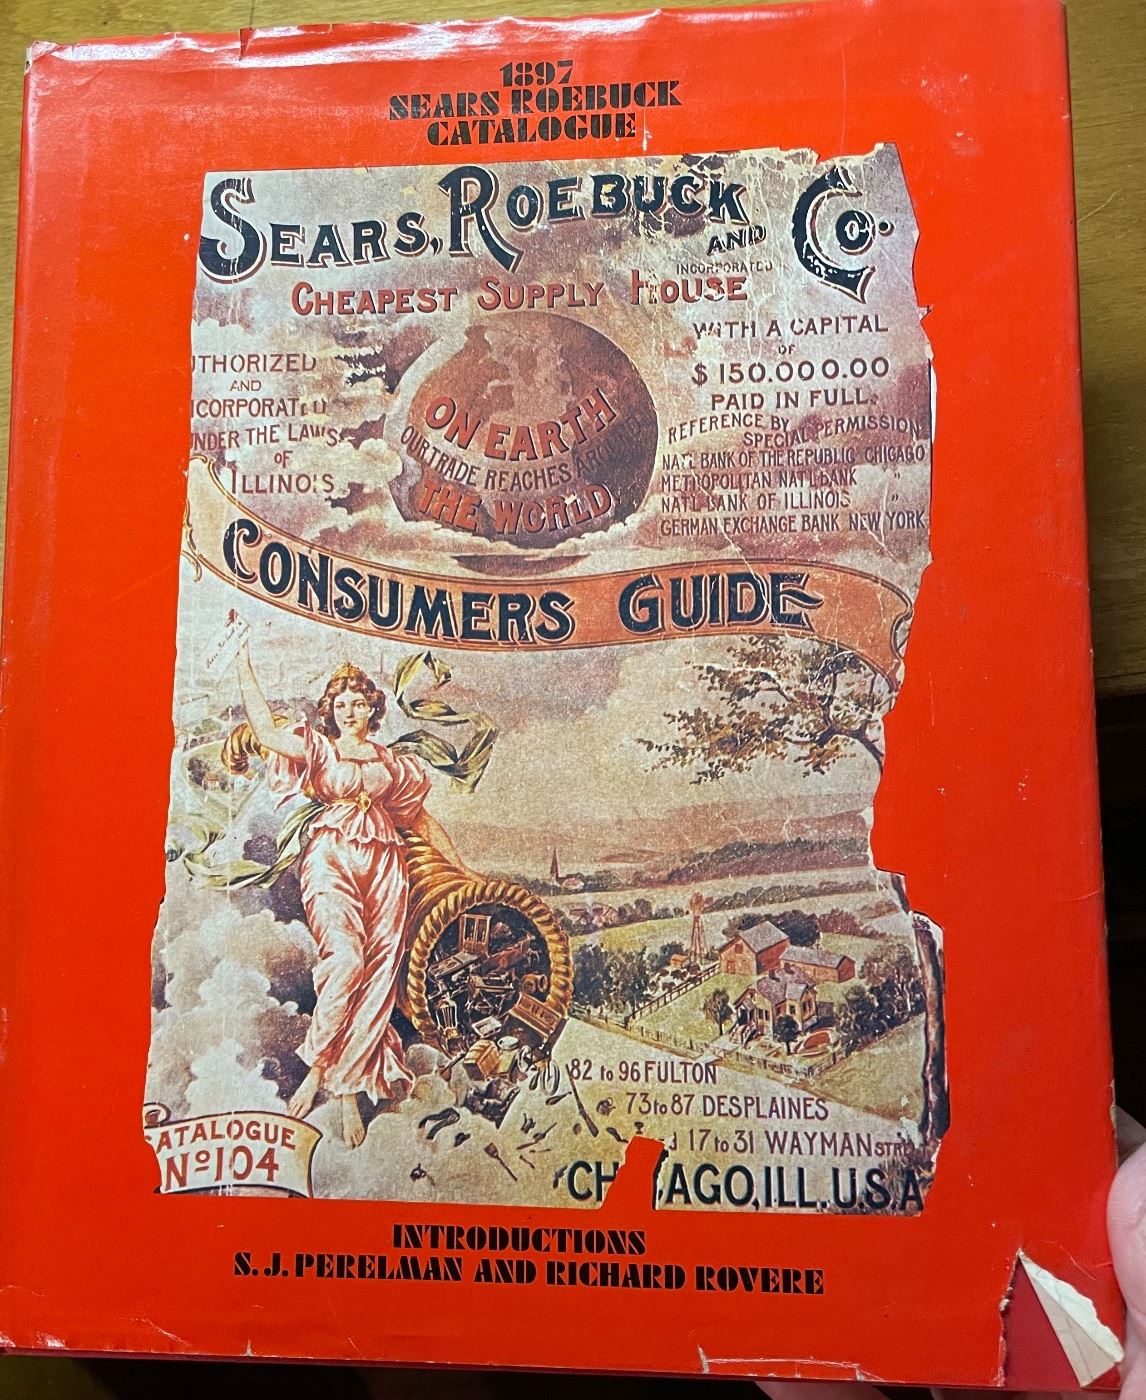 1897
SEARS ROEBUCK
CATALOGUE
SEARS, ROEBUCK AND Co.
INCORPORATED
CHEAPEST SUPPLY HOUSE
ON EARTH
OUR TRADE REACHES AROUND
THE WORLD
UTHORIZED
AND
CORPORATED
NDER THE LAWS
OF
ILLINOIS
WITH A CAPITAL
OF
$150.000.00
PAID IN FULL.
REFERENCE BY
SPECIAL PERMISSION
NAT'L BANK OF THE REPUBLIC CHICAGO
METROPOLITAN NAT'L BANK "
NAT'L BANK OF ILLINOIS "
GERMAN EXCHANGE BANK NEW YORK
CONSUMERS GUIDE
82 to 96 FULTON
73 to 87 DESPLAINES
17 to 31 WAYMAN STR
CH AGO, ILL. U.S.A
ATALOGUE
No 104
INTRODUCTIONS
S. J. PERELMAN AND RICHARD ROVERE